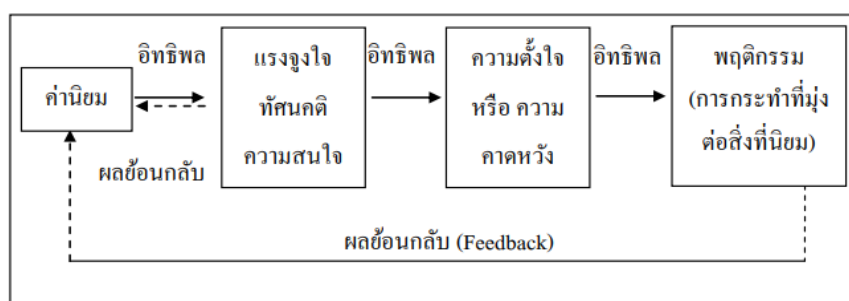 อิทธิพล
อิทธิพล
อิทธิพล
ค่านิยม
แรงจูงใจ
ทัศนคติ
ความสนใจ
ความตั้งใจ
หรือ ความ
คาดหวัง
พฤติกรรม
(การกระทำที่มุ่ง
ต่อสิ่งที่นิยม)
ผลย้อนกลับ
ผลย้อนกลับ (Feedback)